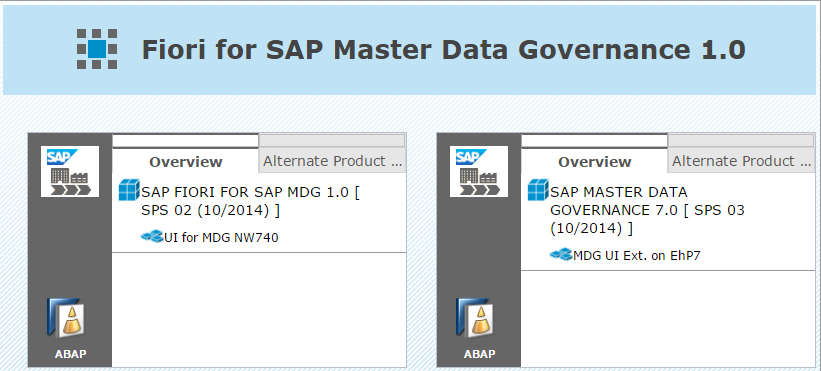 Fiori for SAP Master Data Governance 1.0
SAP
Overview
Alternate Product ...
SAP FIORI FOR SAP MDG 1.0 [
SPS 02 (10/2014) ]
UI for MDG NW740
ABAP
SAP
Overview
Alternate Product ...
SAP MASTER DATA
GOVERNANCE 7.0 [ SPS 03
(10/2014) ]
MDG UI Ext. on EhP7
ABAP